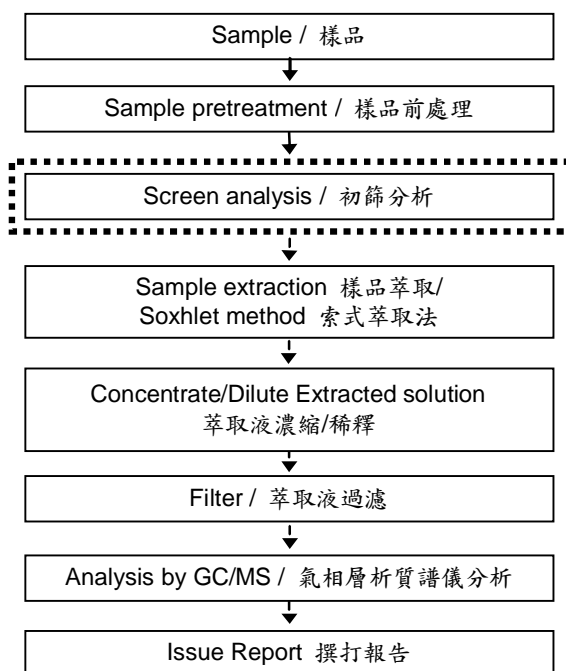 Sample / 樣品
Sample pretreatment / 樣品前處理
Screen analysis / 初篩分析
Sample extraction 樣品萃取/
Soxhlet method 索式萃取法
Concentrate/Dilute Extracted solution
萃取液濃縮/稀釋
Filter / 萃取液過濾
Analysis by GC/MS / 氣相層析質譜儀分析
Issue Report 撰打報告